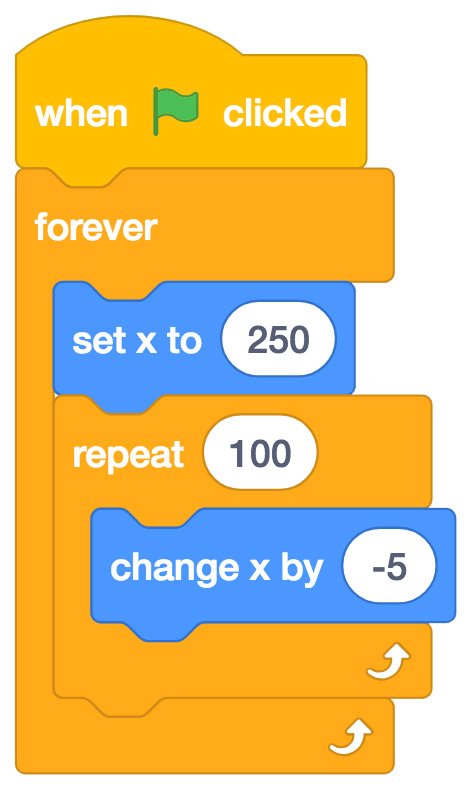 when clicked
forever
set x to 250
repeat 100
change x by -5